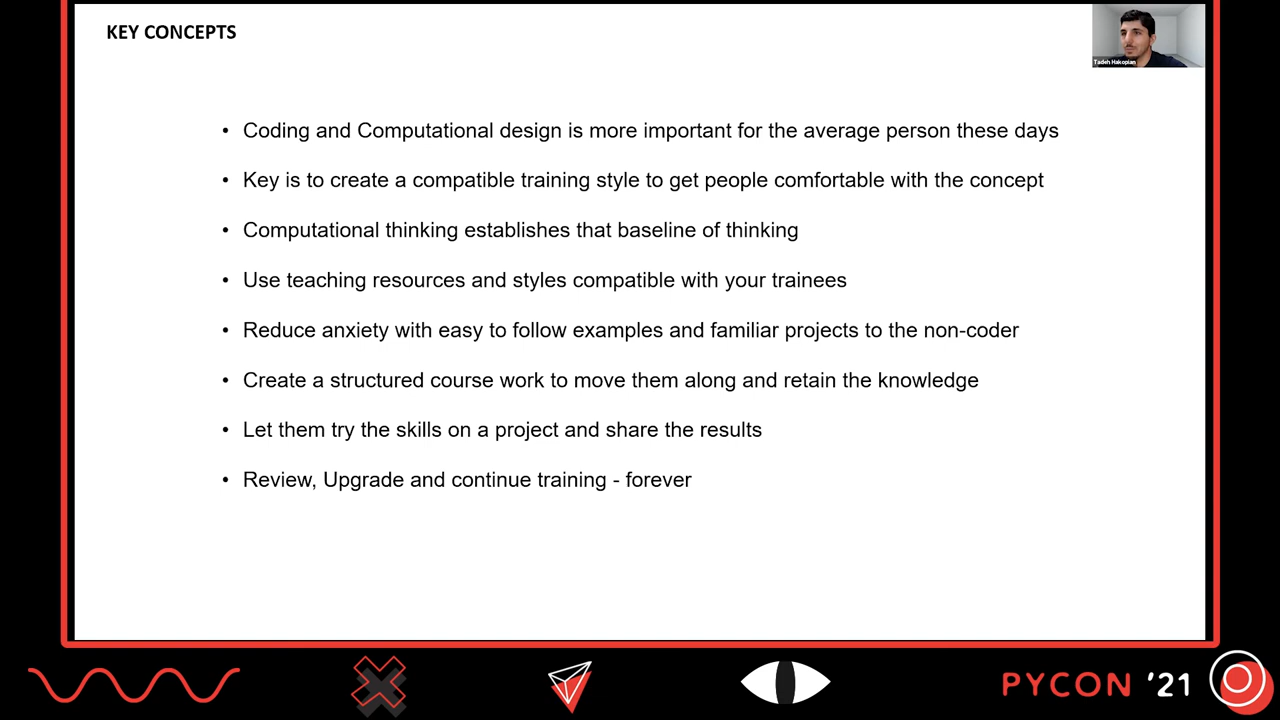 KEY CONCEPTS
Tadeh Hakopian
• Coding and Computational design is more important for the average person these days
• Key is to create a compatible training style to get people comfortable with the concept
• Computational thinking establishes that baseline of thinking
• Use teaching resources and styles compatible with your trainees
• Reduce anxiety with easy to follow examples and familiar projects to the non-coder
• Create a structured course work to move them along and retain the knowledge
• Let them try the skills on a project and share the results
• Review, Upgrade and continue training - forever
PYCON '21